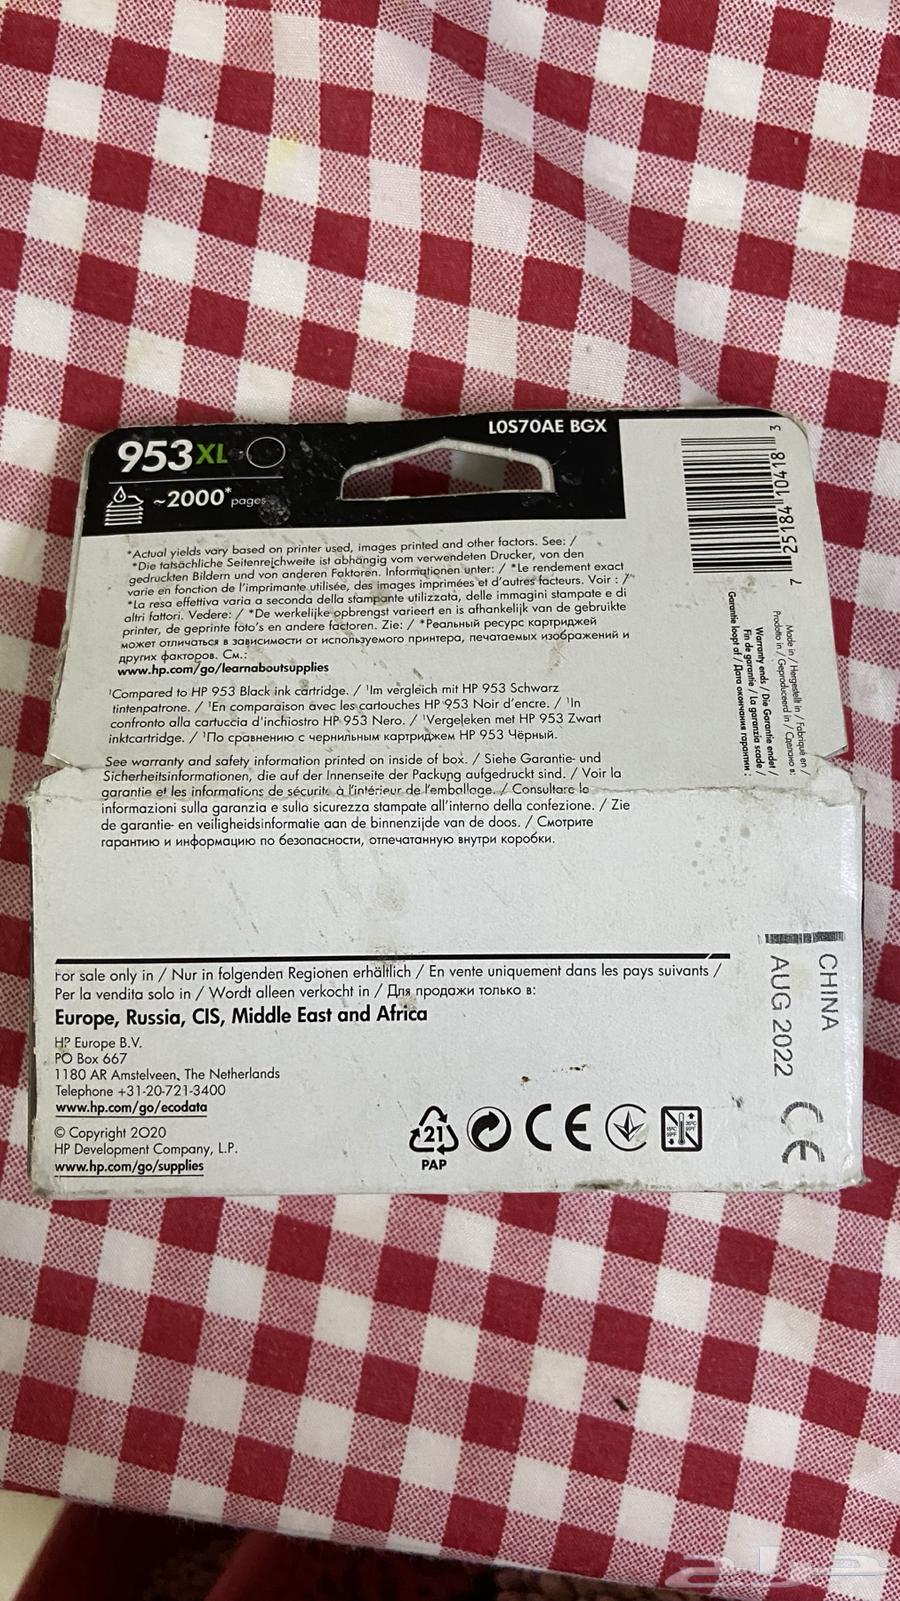 L0S70AE BGX
953XL
~2000* pages
*Actual yields vary based on printer used, images printed and other factors. See: /
*Die tatsächliche Seitenreichweite ist abhängig vom verwendeten Drucker, von den
gedruckten Bildern und von anderen Faktoren. Informationen unter: / *Le rendement exact
varie en fonction de l'imprimante utilisée, des images imprimées et d'autres facteurs. Voir : /
*La resa effettiva varia a seconda della stampante utilizzata, delle immagini stampate e di
altri fattori. Vedere: / *De werkelijke opbrengst varieert en is afhankelijk van de gebruikte
printer, de geprinte foto's en andere factoren. Zie: / *Реальный ресурс картриджей
может отличаться в зависимости от используемого принтера, печатаемых изображений и
других факторов. См.:
www.hp.com/go/learnaboutsupplies
¹Compared to HP 953 Black ink cartridge. / ¹Im vergleich mit HP 953 Schwarz
tintenpatrone. / ¹En comparaison avec les cartouches HP 953 Noir d'encre. / ¹In
confronto alla cartuccia d'inchiostro HP 953 Nero. / ¹Vergeleken met HP 953 Zwart
inktcartridge. / ¹По сравнению с чернильным картриджем HP 953 Чёрный.
See warranty and safety information printed on inside of box. / Siehe Garantie- und
Sicherheitsinformationen, die auf der Innenseite der Packung aufgedruckt sind. / Voir la
garantie et les informations de sécurité à l'intérieur de l'emballage. / Consultare le
informazioni sulla garanzia e sulla sicurezza stampate all'interno della confezione. / Zie
de garantie- en veiligheidsinformatie aan de binnenzijde van de doos. / Смотрите
гарантию и информацию по безопасности, отпечатанную внутри коробки.
7 25184 10418 3
Made in / Hergestellt in / Fabriqué en /
Prodotto in / Geproduceerd in / Сделано в:
Warranty ends / Die Garantie endet /
Fin de garantie / La garanzia scade /
Garantie loopt af / Дата окончания гарантии :
CHINA
AUG 2022
CE
For sale only in / Nur in folgenden Regionen erhältlich / En vente uniquement dans les pays suivants /
Per la vendita solo in / Wordt alleen verkocht in / Для продажи только в:
Europe, Russia, CIS, Middle East and Africa
HP Europe B.V.
PO Box 667
1180 AR Amstelveen, The Netherlands
Telephone +31-20-721-3400
www.hp.com/go/ecodata
© Copyright 2020
HP Development Company, L.P.
www.hp.com/go/supplies
21
PAP
CE